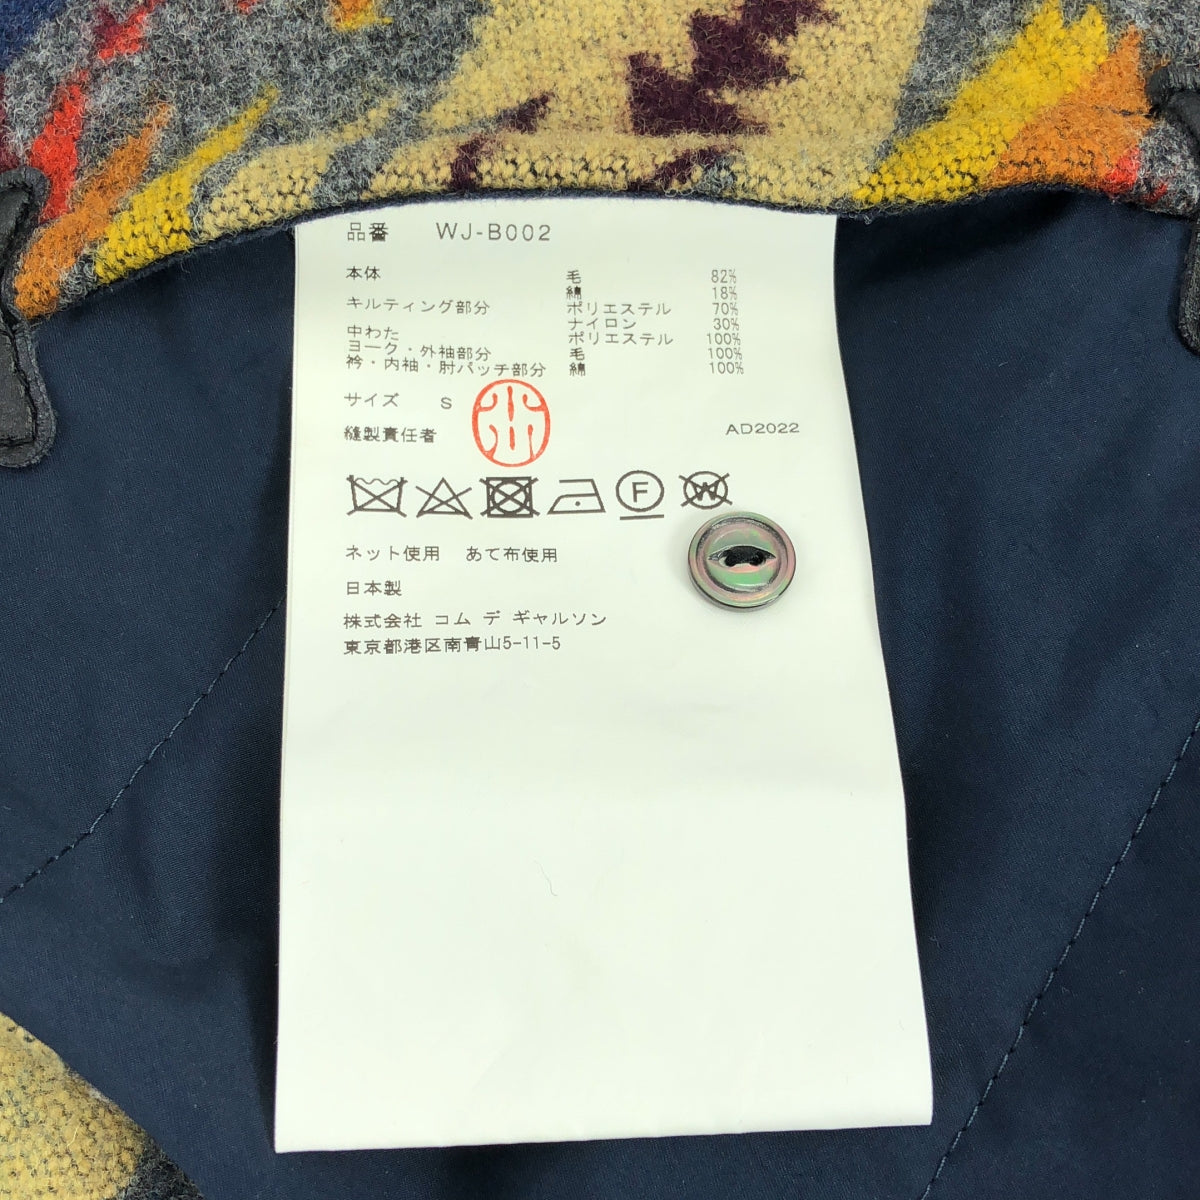 品番 WJ-B002
本体 毛 82%
綿 18%
キルティング部分 ポリエステル 70%
ナイロン 30%
中わた ポリエステル 100%
ヨーク・外袖部分 毛 100%
衿・内袖・肘パッチ部分 綿 100%
サイズ S
縫製責任者 AD2022
F W
ネット使用 あて布使用
日本製
株式会社 コム デ ギャルソン
東京都港区南青山5-11-5